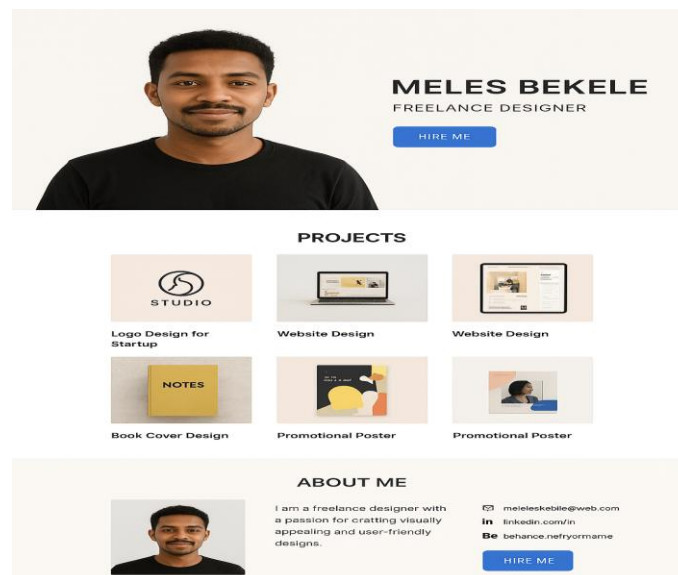 MELES BEKELE
FREELANCE DESIGNER
HIRE ME
PROJECTS
STUDIO
Logo Design for
Startup
Website Design
Website Design
NOTES
Book Cover Design
Promotional Poster
Promotional Poster
ABOUT ME
I am a freelance designer with
a passion for crafting visually
appealing and user-friendly
designs.
meleleskebile@web.com
in linkedin.com/in
Be behance.nefryormame
HIRE ME